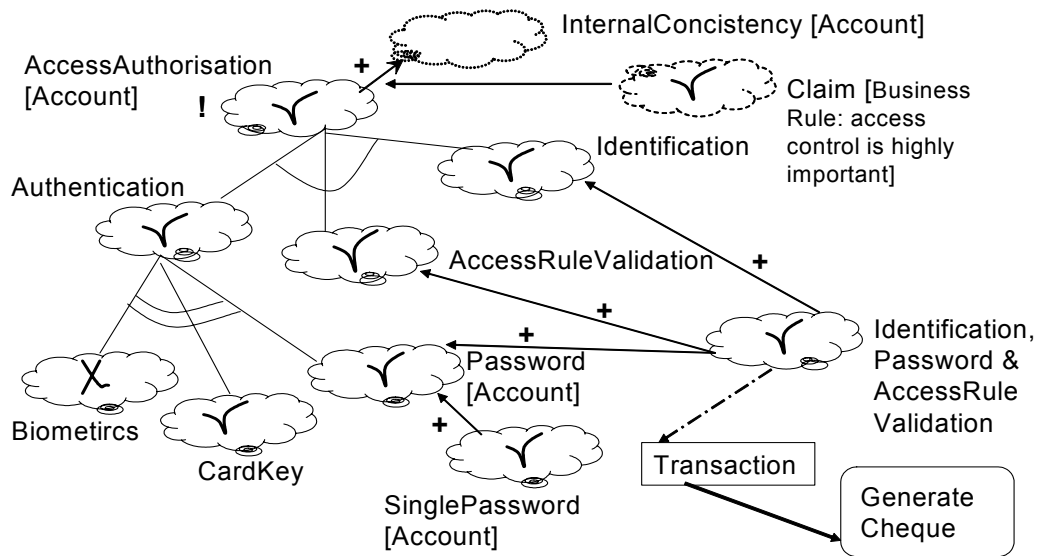 InternalConcistency [Account]
AccessAuthorisation
[Account]
+
!
Claim [Business
Rule: access
control is highly
important]
Identification
Authentication
AccessRuleValidation
+
+
+
Identification,
Password &
AccessRule
Validation
Password
[Account]
Biometircs
CardKey
+
SinglePassword
[Account]
Transaction
Generate
Cheque